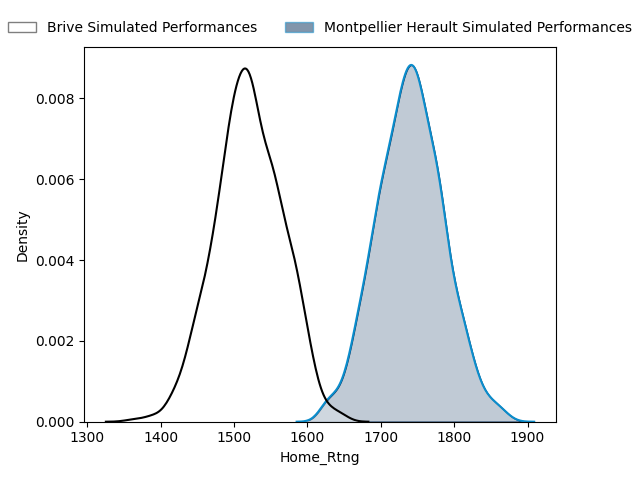 Brive Simulated Performances
Montpellier Herault Simulated Performances
Density
0.008
0.006
0.004
0.002
0.000
1300 1400 1500 1600 1700 1800 1900
Home_Rtng